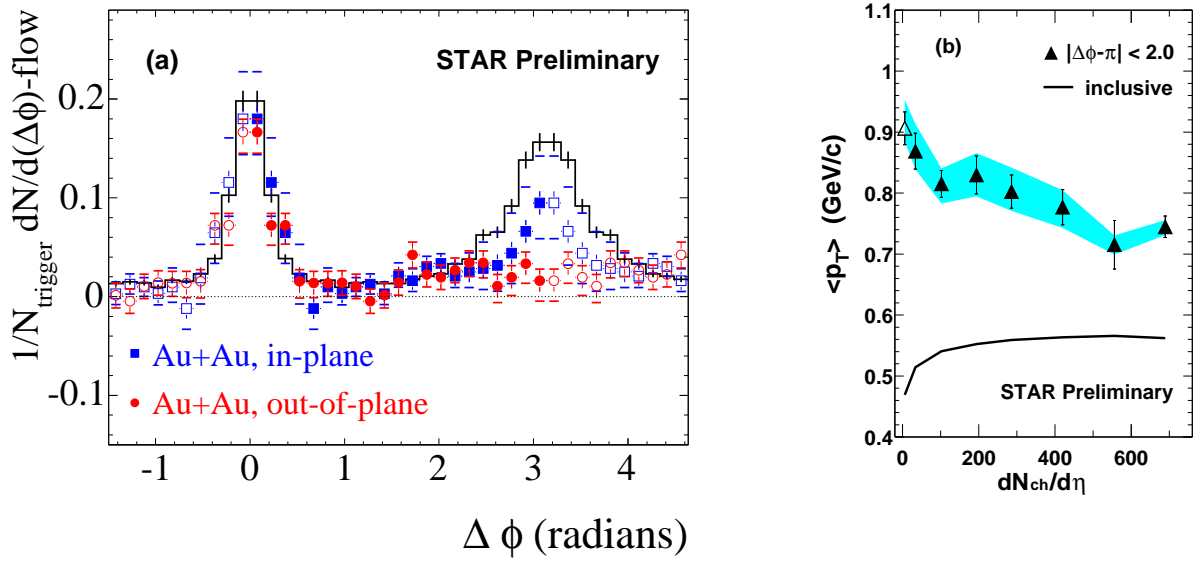 1/N_trigger dN/d(Δϕ)-flow
(a)
STAR Preliminary
0.2
0.1
0
-0.1
Au+Au, in-plane
Au+Au, out-of-plane
-1 0 1 2 3 4
Δ ϕ (radians)
<p_T> (GeV/c)
1.1
1
0.9
0.8
0.7
0.6
0.5
0.4
(b)
|Δϕ-π| < 2.0
inclusive
STAR Preliminary
0 200 400 600
dN_ch/dη